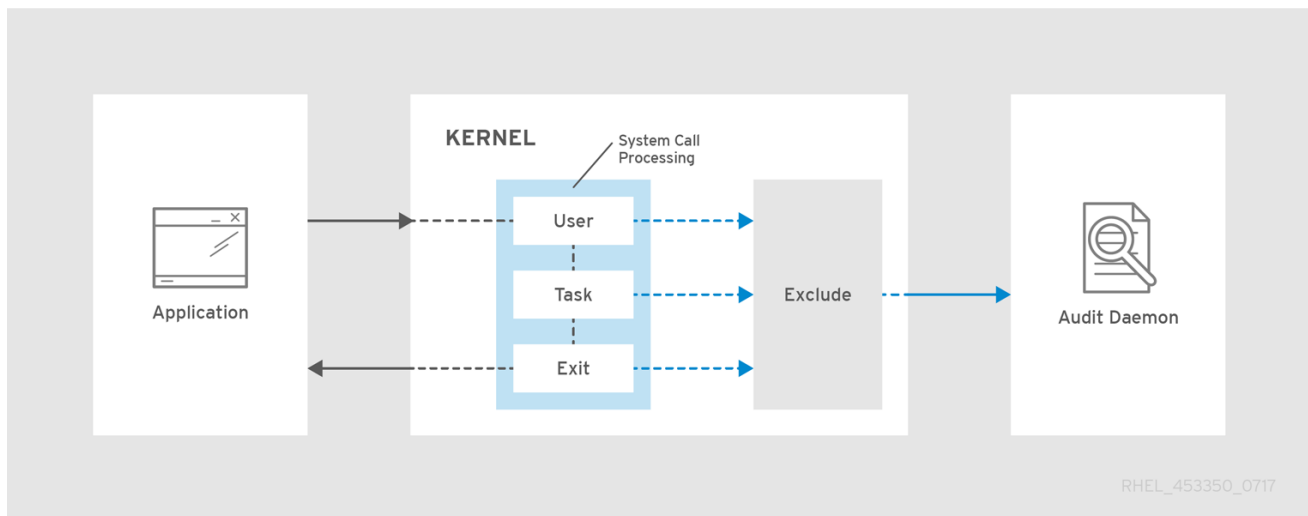 KERNEL
System Call
Processing
User
Task
Exit
Exclude
Application
Audit Daemon
RHEL_453350_0717